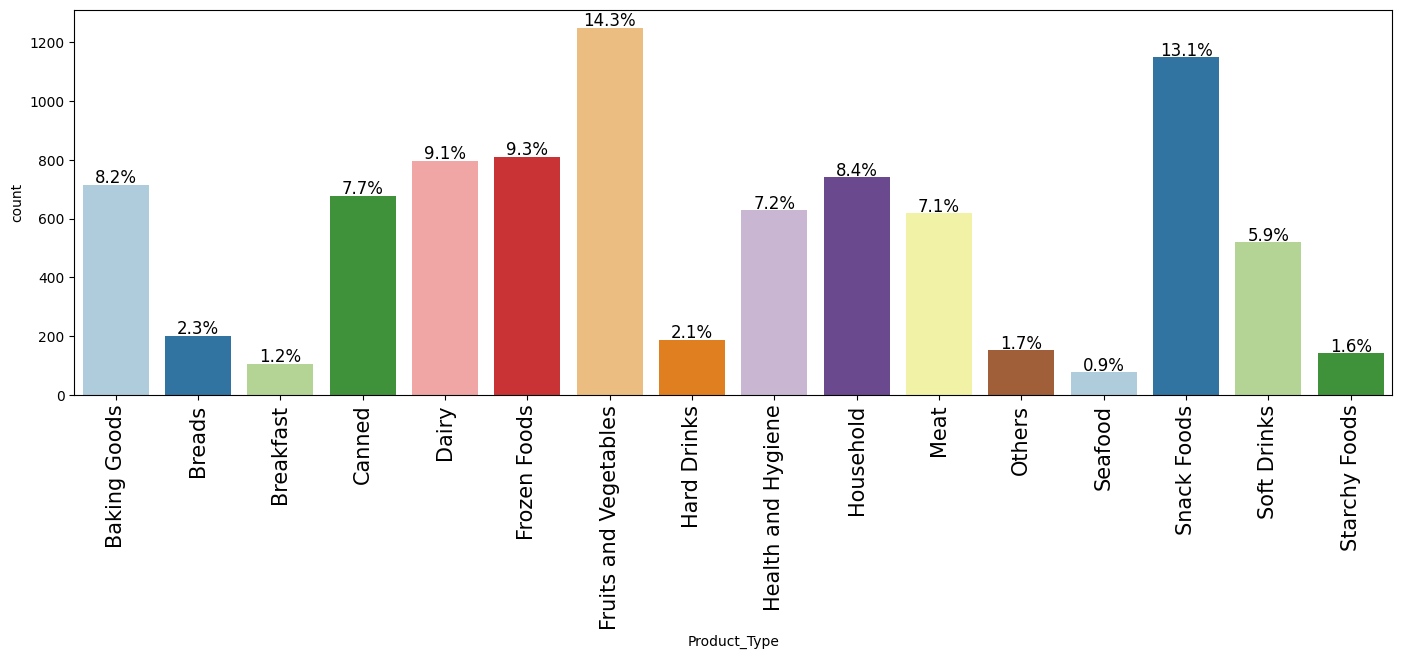 14.3%
13.1%
9.1%
9.3%
8.2%
8.4%
7.7%
7.2%
7.1%
5.9%
2.3%
2.1%
1.2%
1.7%
0.9%
1.6%
1200
1000
800
600
400
200
0
count
Baking Goods
Breads
Breakfast
Canned
Dairy
Frozen Foods
Fruits and Vegetables
Hard Drinks
Health and Hygiene
Household
Meat
Others
Seafood
Snack Foods
Soft Drinks
Starchy Foods
Product_Type